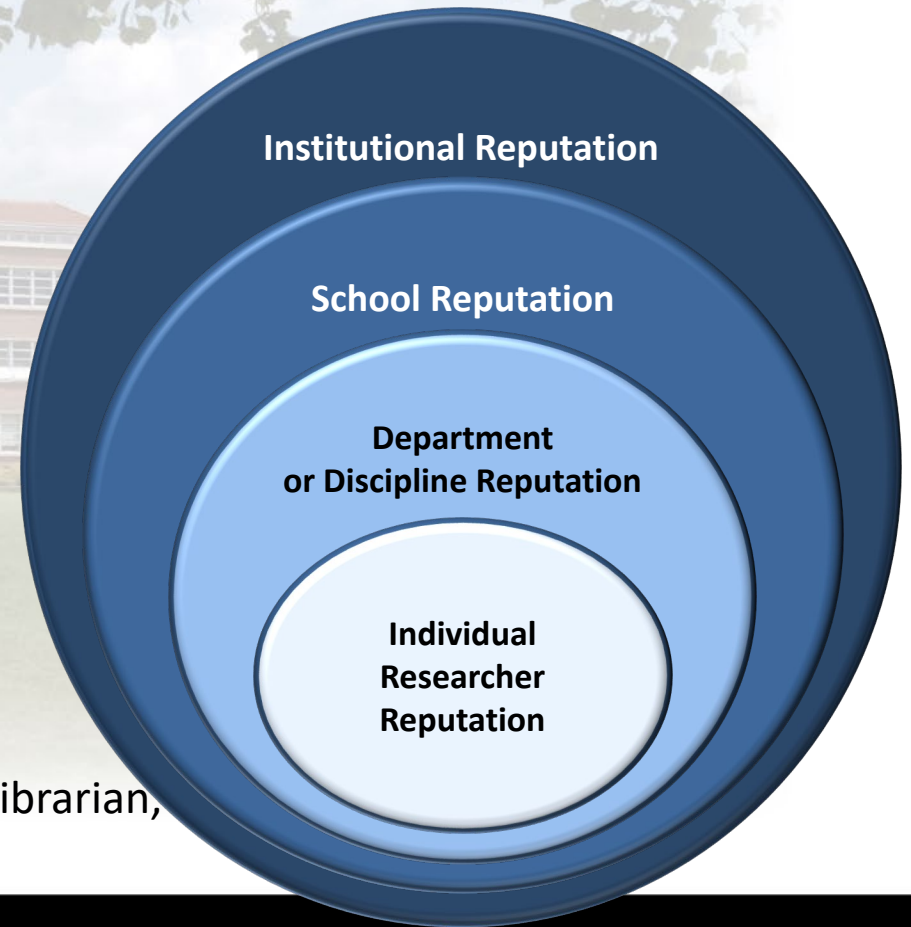 Institutional Reputation
School Reputation
Department
or Discipline Reputation
Individual
Researcher
Reputation
ibrarian,